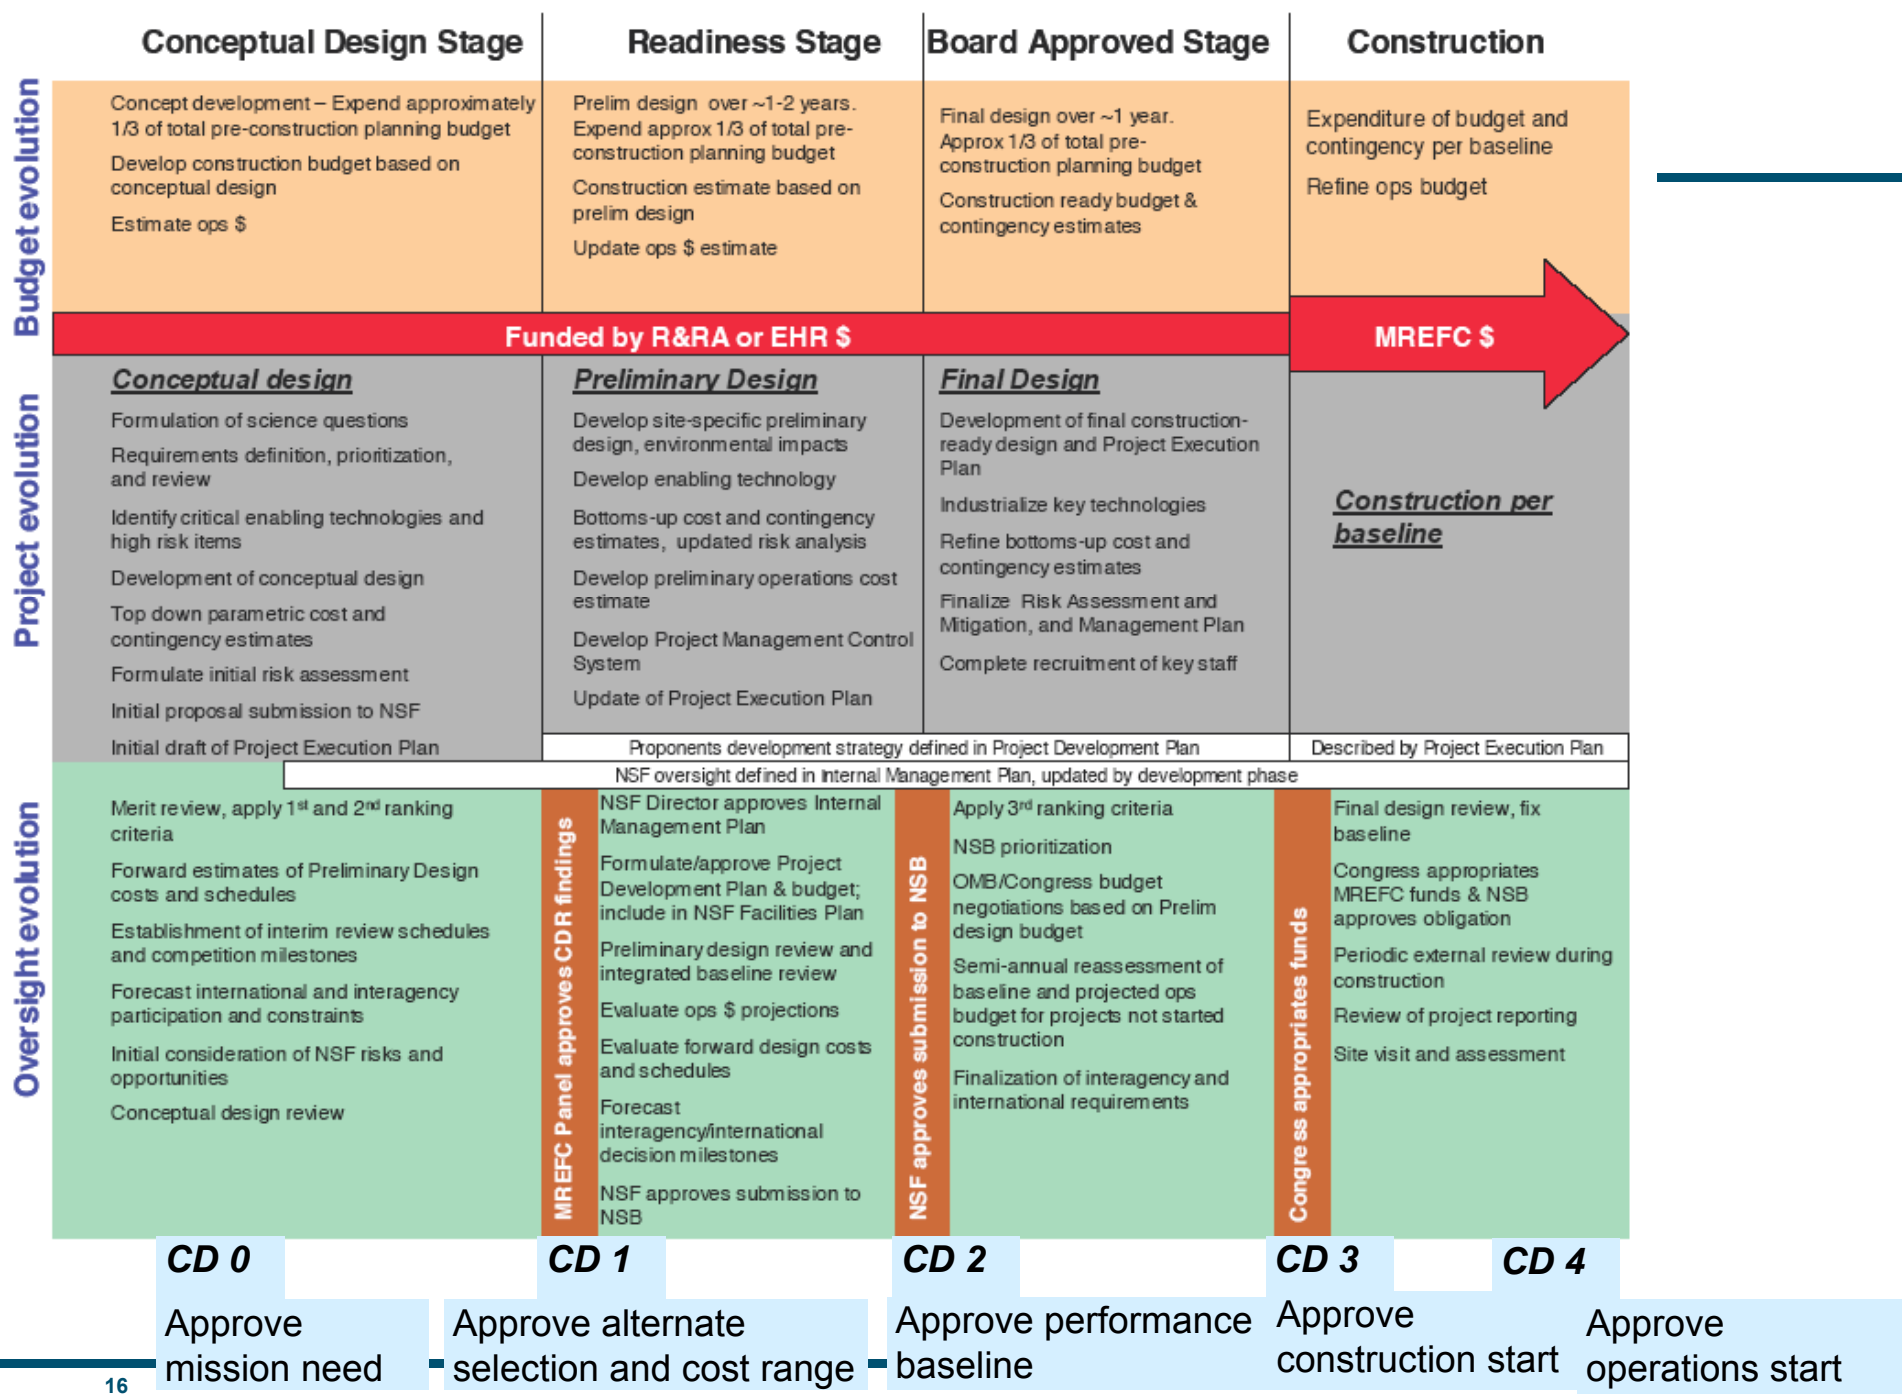 Conceptual Design Stage
Readiness Stage
Board Approved Stage
Construction
Budget evolution
Concept development – Expend approximately
1/3 of total pre-construction planning budget
Develop construction budget based on
conceptual design
Estimate ops $
Prelim design over ~1-2 years.
Expend approx 1/3 of total pre-
construction planning budget
Construction estimate based on
prelim design
Update ops $ estimate
Final design over ~1 year.
Approx 1/3 of total pre-
construction planning budget
Construction ready budget &
contingency estimates
Expenditure of budget and
contingency per baseline
Refine ops budget
Funded by R&RA or EHR $
MREFC $
Project evolution
Conceptual design
Formulation of science questions
Requirements definition, prioritization,
and review
Identify critical enabling technologies and
high risk items
Development of conceptual design
Top down parametric cost and
contingency estimates
Formulate initial risk assessment
Initial proposal submission to NSF
Initial draft of Project Execution Plan
Preliminary Design
Develop site-specific preliminary
design, environmental impacts
Develop enabling technology
Bottoms-up cost and contingency
estimates, updated risk analysis
Develop preliminary operations cost
estimate
Develop Project Management Control
System
Update of Project Execution Plan
Final Design
Development of final construction-
ready design and Project Execution
Plan
Industrialize key technologies
Refine bottoms-up cost and
contingency estimates
Finalize Risk Assessment and
Mitigation, and Management Plan
Complete recruitment of key staff
Construction per
baseline
Proponents development strategy defined in Project Development Plan
Described by Project Execution Plan
NSF oversight defined in Internal Management Plan, updated by development phase
Oversight evolution
Merit review, apply 1st and 2nd ranking
criteria
Forward estimates of Preliminary Design
costs and schedules
Establishment of interim review schedules
and competition milestones
Forecast international and interagency
participation and constraints
Initial consideration of NSF risks and
opportunities
Conceptual design review
MREFC Panel approves CDR findings
NSF Director approves Internal
Management Plan
Formulate/approve Project
Development Plan & budget;
include in NSF Facilities Plan
Preliminary design review and
integrated baseline review
Evaluate ops $ projections
Evaluate forward design costs
and schedules
Forecast
interagency/international
decision milestones
NSF approves submission to
NSB
NSF approves submission to NSB
Apply 3rd ranking criteria
NSB prioritization
OMB/Congress budget
negotiations based on Prelim
design budget
Semi-annual reassessment of
baseline and projected ops
budget for projects not started
construction
Finalization of interagency and
international requirements
Congress appropriates funds
Final design review, fix
baseline
Congress appropriates
MREFC funds & NSB
approves obligation
Periodic external review during
construction
Review of project reporting
Site visit and assessment
CD 0
Approve
mission need
CD 1
Approve alternate
selection and cost range
CD 2
Approve performance
baseline
CD 3
Approve
construction start
CD 4
Approve
operations start
16